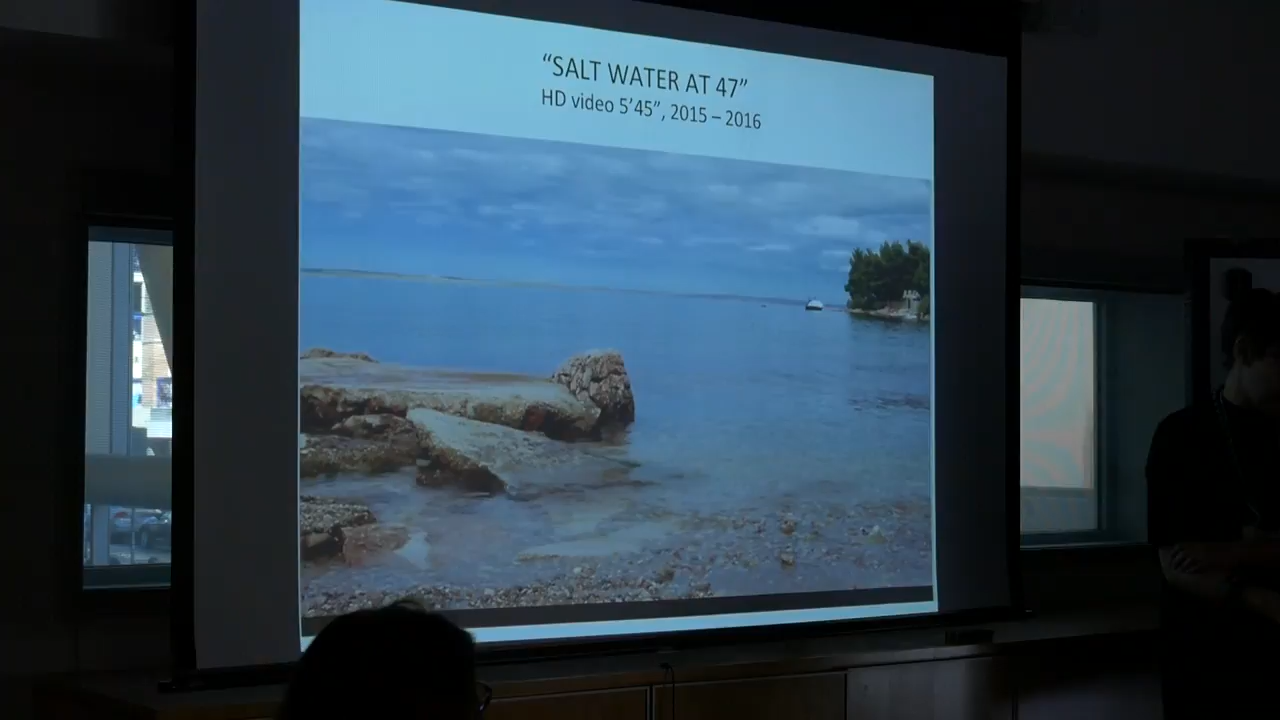 “SALT WATER AT 47”
HD video 5’45”, 2015 – 2016